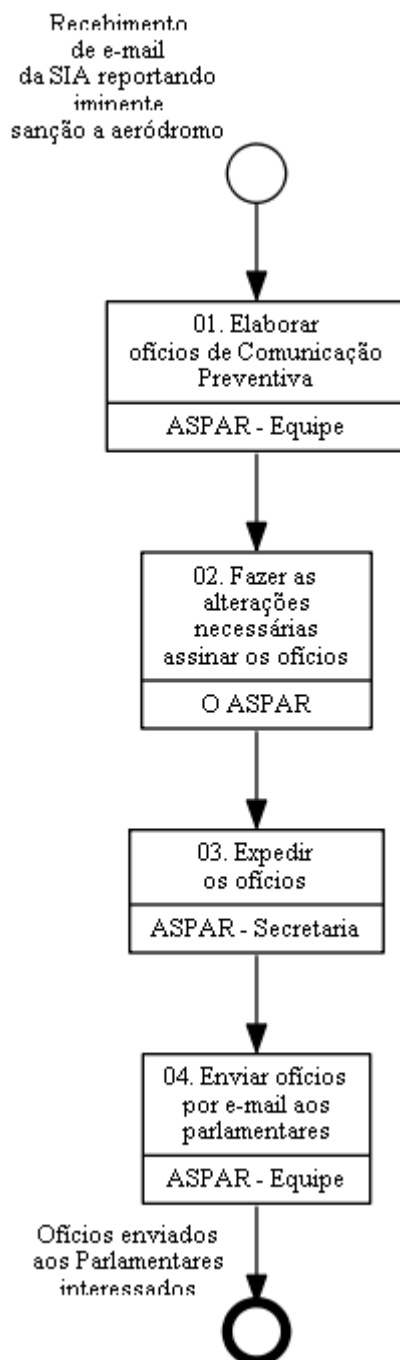 Recebimento
de e-mail
da SIA reportando
iminente
sanção a aeródromo
01. Elaborar
ofícios de Comunicação
Preventiva
ASPAR - Equipe
02. Fazer as
alterações
necessárias
assinar os ofícios
O ASPAR
03. Expedir
os ofícios
ASPAR - Secretaria
04. Enviar ofícios
por e-mail aos
parlamentares
ASPAR - Equipe
Ofícios enviados
aos Parlamentares
interessados